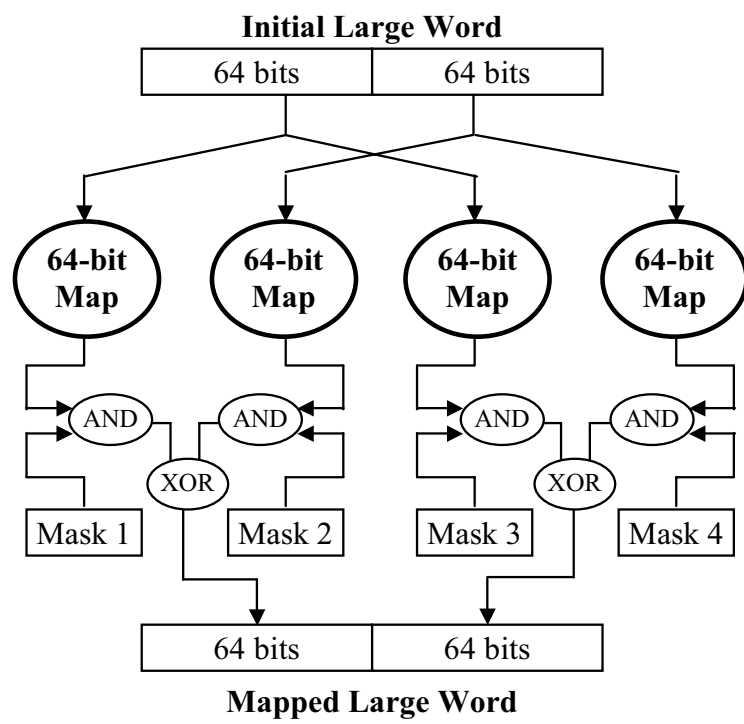 Initial Large Word
64 bits 64 bits
64-bit Map 64-bit Map 64-bit Map 64-bit Map
AND AND AND AND
XOR XOR
Mask 1 Mask 2 Mask 3 Mask 4
64 bits 64 bits
Mapped Large Word